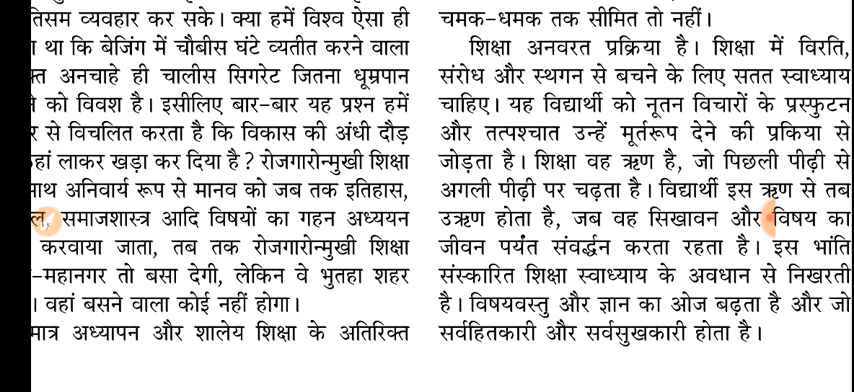 तिसम व्यवहार कर सके। क्या हमें विश्व ऐसा ही
था कि बेजिंग में चौबीस घंटे व्यतीत करने वाला
अनचाहे ही चालीस सिगरेट जितना धूम्रपान
को विवश है। इसीलिए बार-बार यह प्रश्न हमें
से विचलित करता है कि विकास की अंधी दौड़
लाकर खड़ा कर दिया है? रोजगारोन्मुखी शिक्षा
अनिवार्य रूप से मानव को जब तक इतिहास,
समाजशास्त्र आदि विषयों का गहन अध्ययन
करवाया जाता, तब तक रोजगारोन्मुखी शिक्षा
-महानगर तो बसा देगी, लेकिन वे भुतहा शहर
। वहां बसने वाला कोई नहीं होगा।
मात्र अध्यापन और शालेय शिक्षा के अतिरिक्त
चमक-धमक तक सीमित तो नहीं।
शिक्षा अनवरत प्रक्रिया है। शिक्षा में विरति,
संरोध और स्थगन से बचने के लिए सतत स्वाध्याय
चाहिए। यह विद्यार्थी को नूतन विचारों के प्रस्फुटन
और तत्पश्चात उन्हें मूर्तरूप देने की प्रकिया से
जोड़ता है। शिक्षा वह ऋण है, जो पिछली पीढ़ी से
अगली पीढ़ी पर चढ़ता है। विद्यार्थी इस ऋण से तब
उऋण होता है, जब वह सिखावन और विषय का
जीवन पर्यंत संवर्द्धन करता रहता है। इस भांति
संस्कारित शिक्षा स्वाध्याय के अवधान से निखरती
है। विषयवस्तु और ज्ञान का ओज बढ़ता है और जो
सर्वहितकारी और सर्वसुखकारी होता है।